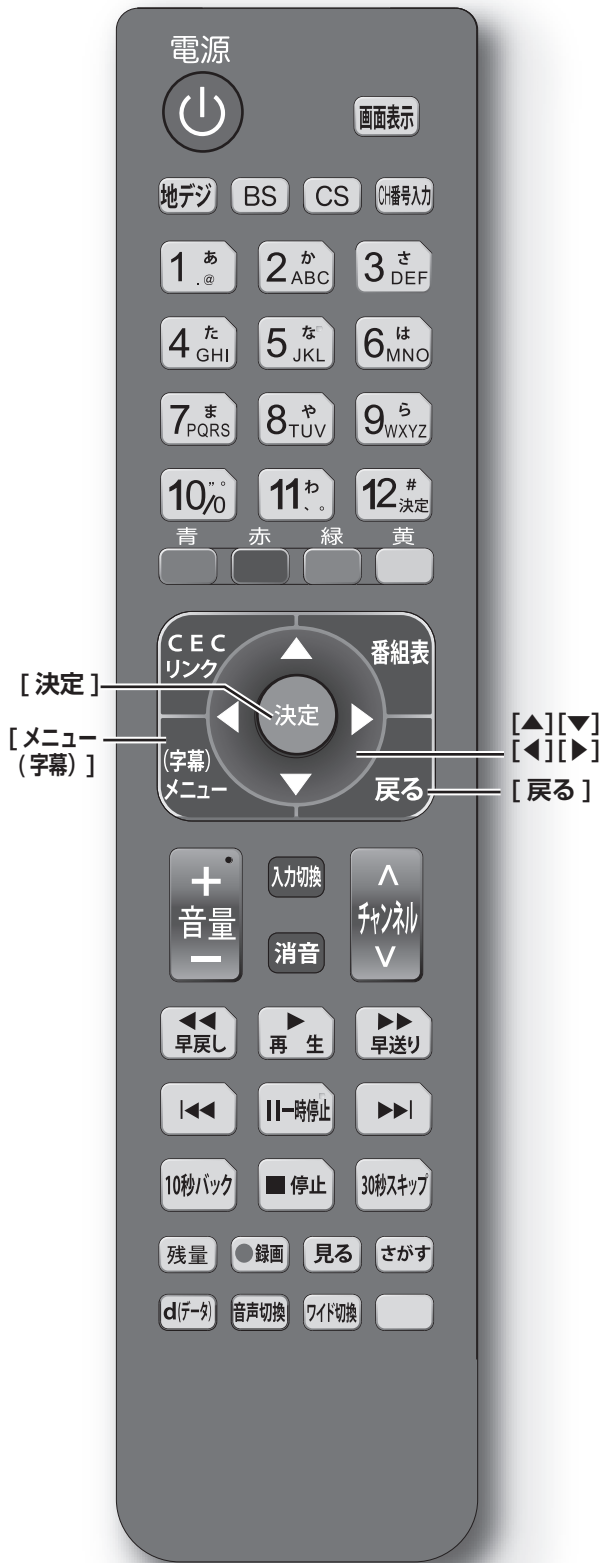 電源
画面表示
地デジ BS CS CH番号入力
1 あ .@
2 か ABC
3 さ DEF
4 た GHI
5 な JKL
6 は MNO
7 ま PQRS
8 や TUV
9 ら WXYZ
10/0 ゛゜
11 わ 、。
12 # 決定
青 赤 緑 黄
CEC
リンク
番組表
[ 決定 ]
決定
[ メニュー
(字幕) ]
(字幕)
メニュー
[▲][▼]
[◀][▶]
戻る
[ 戻る ]
+
音量
−
入力切換
消音
∧
チャンネル
∨
◀◀
早戻し
▶
再 生
▶▶
早送り
I◀◀ II一時停止 ▶▶I
10秒バック ■ 停止 30秒スキップ
残量 ●録画 見る さがす
d(データ) 音声切換 ワイド切換